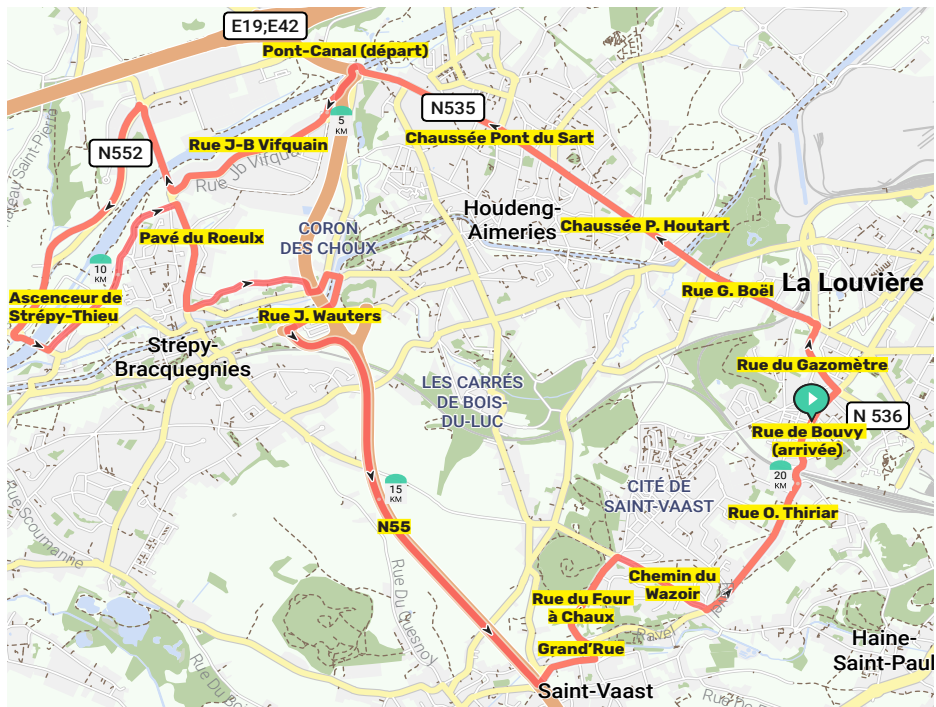 E19;E42
Pont-Canal (départ)
N535
5
KM
Chaussée Pont du Sart
Rue J-B Vifquain
N552
Rue Jb Vifquain
Houdeng-
Aimeries
Chaussée P. Houtart
CORON
DES CHOUX
Pavé du Roeulx
10
KM
Rue G. Boël
La Louvière
Ascenceur de
Strépy-Thieu
Rue J. Wauters
Strépy-
Bracquegnies
Rue du Gazomètre
LES CARRÉS
DE BOIS-
DU-LUC
N 536
Rue de Bouvy
(arrivée)
20
KM
15
KM
CITÉ DE
SAINT-VAAST
Rue O. Thiriar
N55
Rue Scoumanne
Rue Du Quesnoy
Chemin du
Wazoir
Rue du Four
à Chaux
Ravel
Grand'Rue
Haine-
Saint-Paul
Saint-Vaast